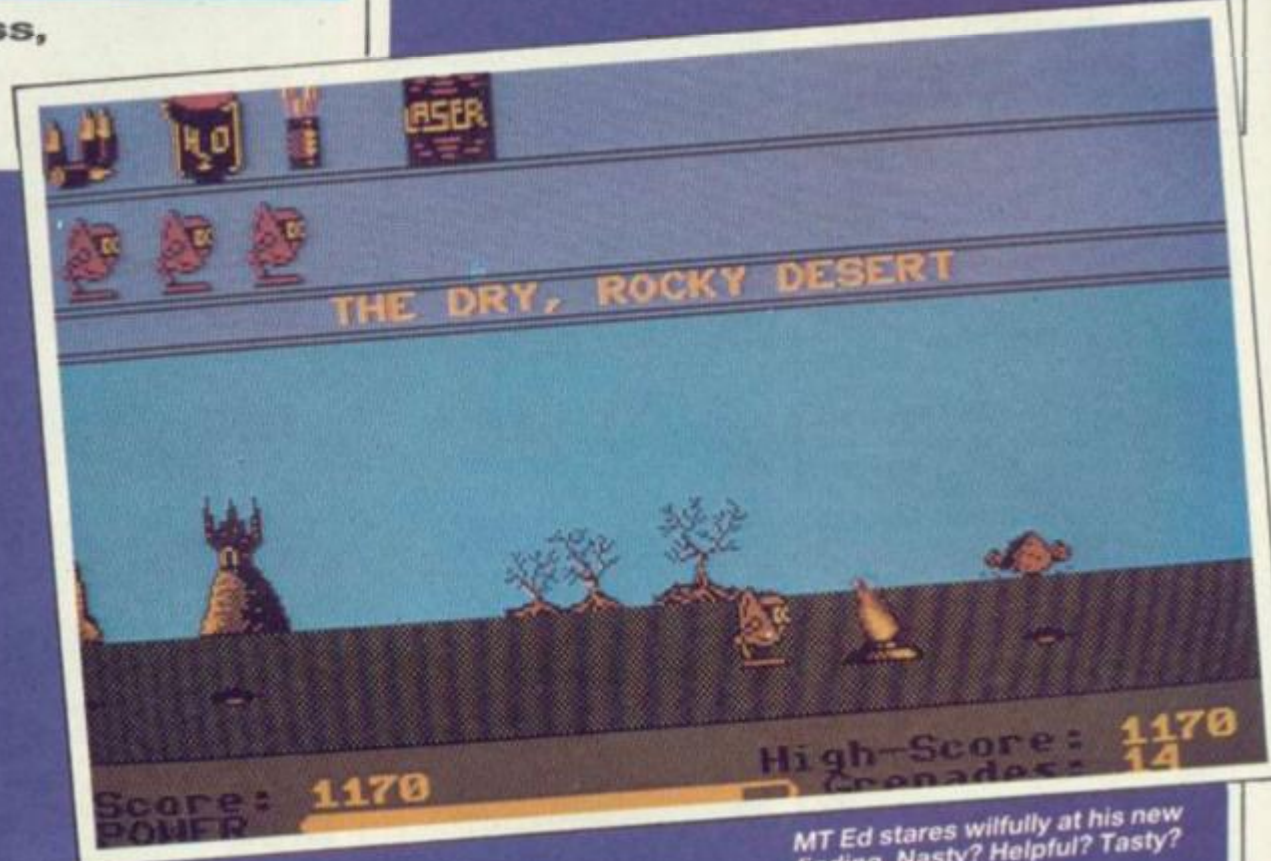 ss,
H2O
LASER
THE DRY, ROCKY DESERT
Score: 1170
High-Score: 1170
POWER
Grenades: 14
MT Ed stares wilfully at his new
finding. Nasty? Helpful? Tasty?